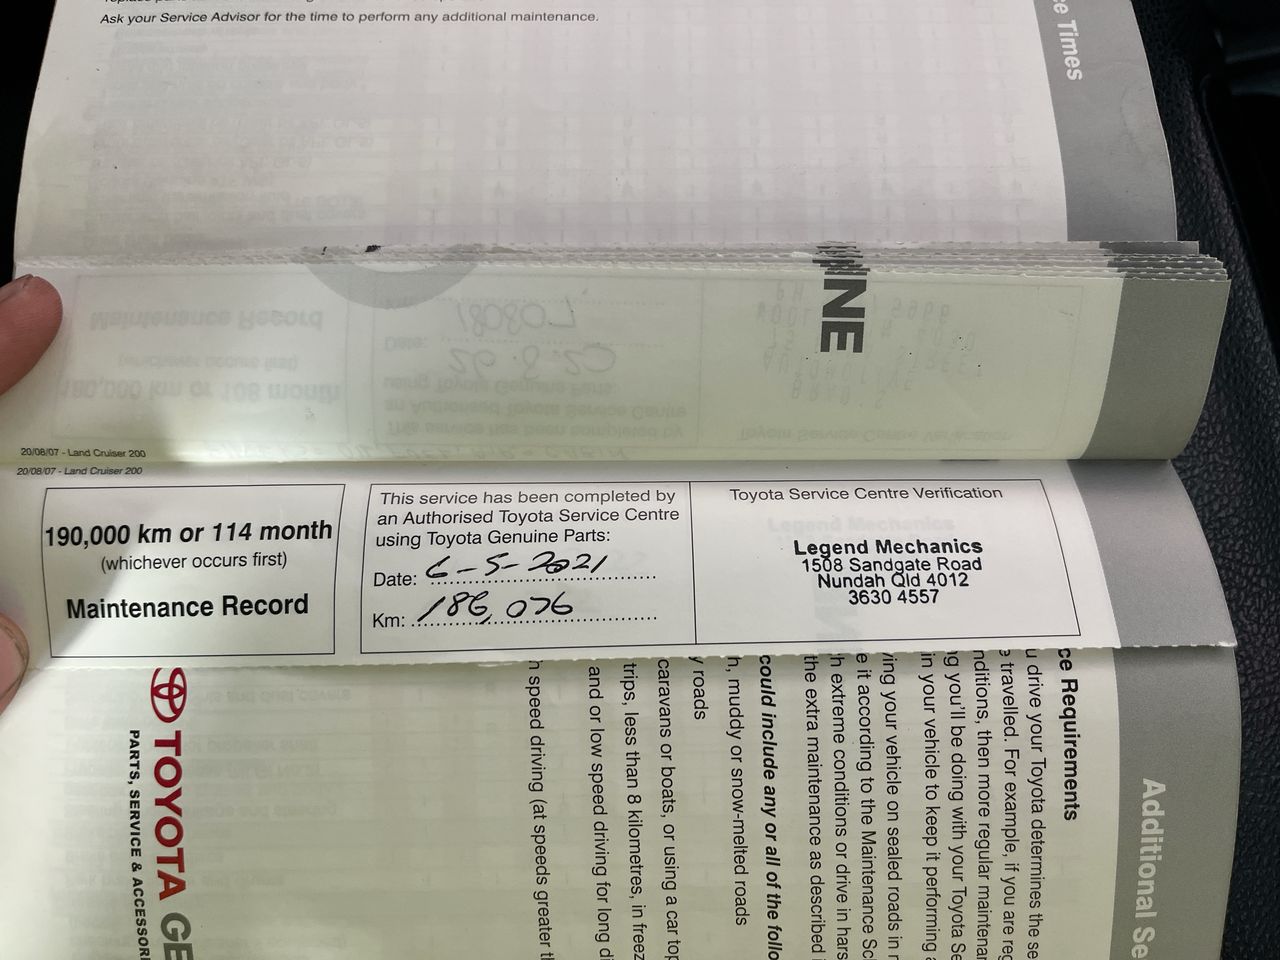 Ask your Service Advisor for the time to perform any additional maintenance.
ce Times
NE
20/08/07 - Land Cruiser 200
20/08/07 - Land Cruiser 200
190,000 km or 114 month
(whichever occurs first)
Maintenance Record
This service has been completed by
an Authorised Toyota Service Centre
using Toyota Genuine Parts:
Date: 6-5-2021
Km: 186,076
Toyota Service Centre Verification
Legend Mechanics
1508 Sandgate Road
Nundah Qld 4012
3630 4557
Additional Se
ce Requirements
u drive your Toyota determines the se
travelled. For example, if you are reg
nditions, then more regular maintenan
ng you'll be doing with your Toyota Se
in your vehicle to keep it performing a
ving your vehicle on sealed roads in n
e it according to the Maintenance Sc
h extreme conditions or drive in hars
the extra maintenance as described i
could include any or all of the follo
h, muddy or snow-melted roads
y roads
caravans or boats, or using a car top
trips, less than 8 kilometres, in freez
and or low speed driving for long di
h speed driving (at speeds greater th
TOYOTA GE
PARTS, SERVICE & ACCESSORI